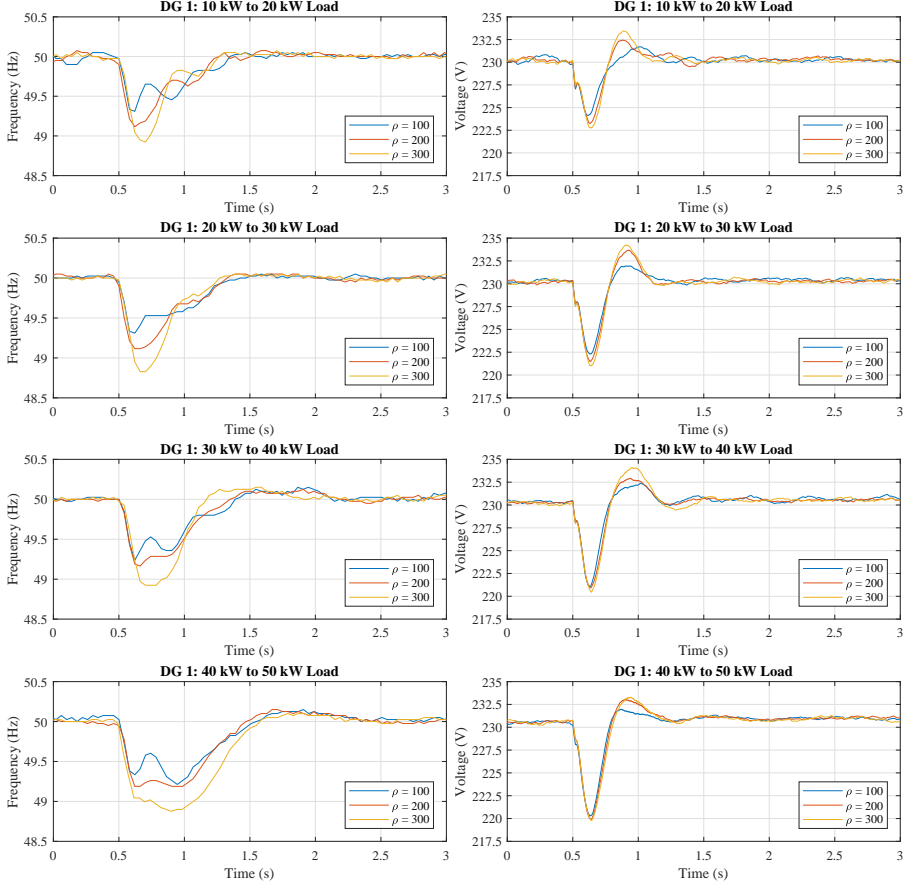 DG 1: 10 kW to 20 kW Load
50.5
50
49.5
49
48.5
Frequency (Hz)
ρ = 100
ρ = 200
ρ = 300
0 0.5 1 1.5 2 2.5 3
Time (s)
DG 1: 10 kW to 20 kW Load
235
232.5
230
227.5
225
222.5
220
217.5
Voltage (V)
ρ = 100
ρ = 200
ρ = 300
0 0.5 1 1.5 2 2.5 3
Time (s)
DG 1: 20 kW to 30 kW Load
50.5
50
49.5
49
48.5
Frequency (Hz)
ρ = 100
ρ = 200
ρ = 300
0 0.5 1 1.5 2 2.5 3
Time (s)
DG 1: 20 kW to 30 kW Load
235
232.5
230
227.5
225
222.5
220
217.5
Voltage (V)
ρ = 100
ρ = 200
ρ = 300
0 0.5 1 1.5 2 2.5 3
Time (s)
DG 1: 30 kW to 40 kW Load
50.5
50
49.5
49
48.5
Frequency (Hz)
ρ = 100
ρ = 200
ρ = 300
0 0.5 1 1.5 2 2.5 3
Time (s)
DG 1: 30 kW to 40 kW Load
235
232.5
230
227.5
225
222.5
220
217.5
Voltage (V)
ρ = 100
ρ = 200
ρ = 300
0 0.5 1 1.5 2 2.5 3
Time (s)
DG 1: 40 kW to 50 kW Load
50.5
50
49.5
49
48.5
Frequency (Hz)
ρ = 100
ρ = 200
ρ = 300
0 0.5 1 1.5 2 2.5 3
Time (s)
DG 1: 40 kW to 50 kW Load
235
232.5
230
227.5
225
222.5
220
217.5
Voltage (V)
ρ = 100
ρ = 200
ρ = 300
0 0.5 1 1.5 2 2.5 3
Time (s)